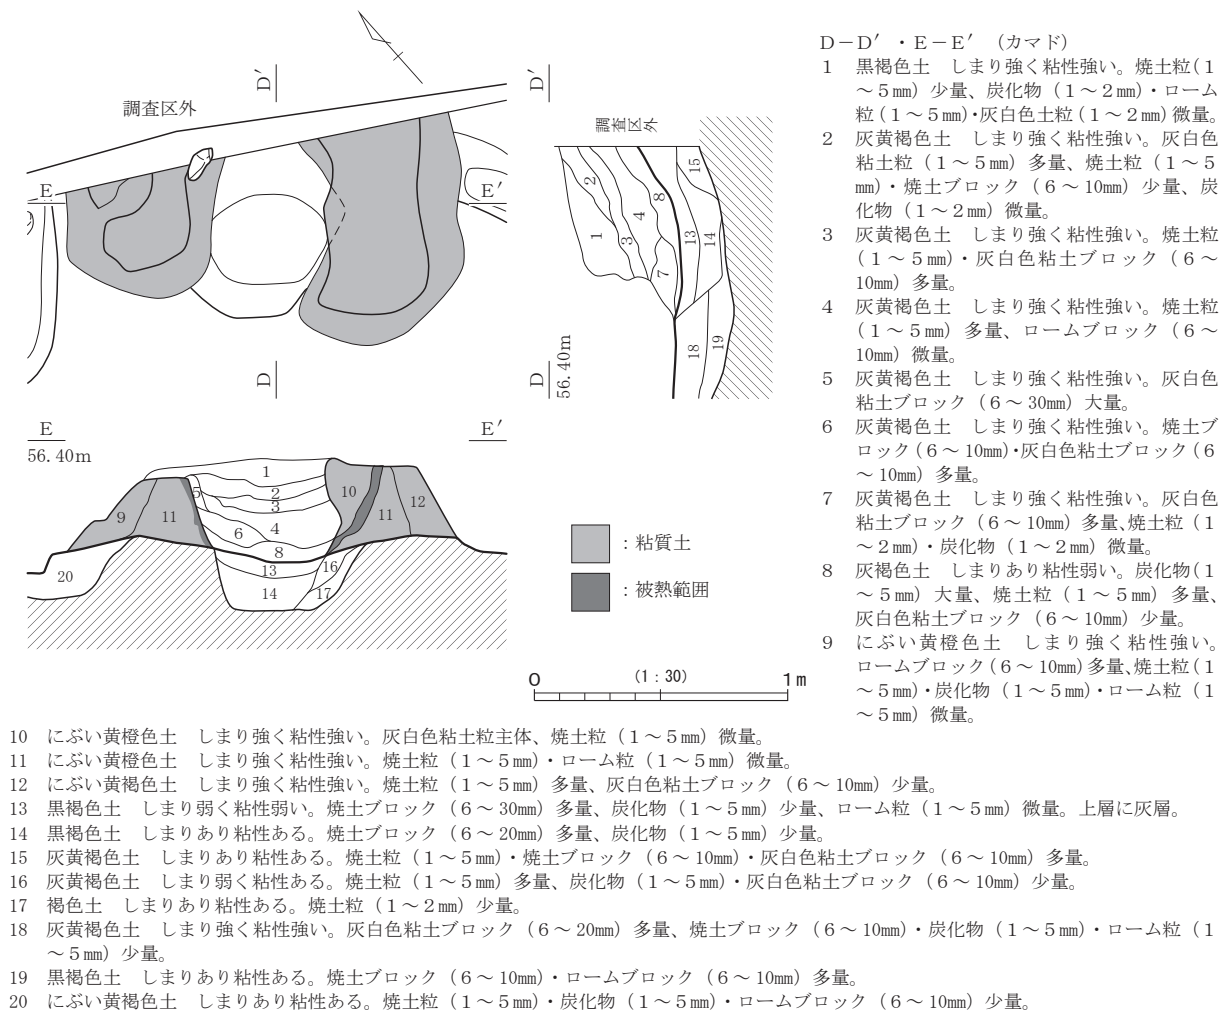 D′
調査区外
E
E′
D
D′
調査区外
15
2
8
4
1
3
13
14
7
18
19
D
56.40m
E
E′
56.40m
1
5
2
3
10
12
9
11
6
4
11
8
20
13
16
14
17
：粘質土
：被熱範囲
0
(1：30)
1m
D－D′・E－E′（カマド）
1　黒褐色土　しまり強く粘性強い。焼土粒（1
～5㎜）少量、炭化物（1～2㎜）・ローム
粒（1～5㎜）・灰白色土粒（1～2㎜）微量。
2　灰黄褐色土　しまり強く粘性強い。灰白色
粘土粒（1～5㎜）多量、焼土粒（1～5
㎜）・焼土ブロック（6～10㎜）少量、炭
化物（1～2㎜）微量。
3　灰黄褐色土　しまり強く粘性強い。焼土粒
（1～5㎜）・灰白色粘土ブロック（6～
10㎜）多量。
4　灰黄褐色土　しまり強く粘性強い。焼土粒
（1～5㎜）多量、ロームブロック（6～
10㎜）微量。
5　灰黄褐色土　しまり強く粘性強い。灰白色
粘土ブロック（6～30㎜）大量。
6　灰黄褐色土　しまり強く粘性強い。焼土ブ
ロック（6～10㎜）・灰白色粘土ブロック（6
～10㎜）多量。
7　灰黄褐色土　しまり強く粘性強い。灰白色
粘土ブロック（6～10㎜）多量、焼土粒（1
～2㎜）・炭化物（1～2㎜）微量。
8　灰褐色土　しまりあり粘性弱い。炭化物（1
～5㎜）大量、焼土粒（1～5㎜）多量、
灰白色粘土ブロック（6～10㎜）少量。
9　にぶい黄橙色土　しまり強く粘性強い。
ロームブロック（6～10㎜）多量、焼土粒（1
～5㎜）・炭化物（1～5㎜）・ローム粒（1
～5㎜）微量。
10　にぶい黄橙色土　しまり強く粘性強い。灰白色粘土粒主体、焼土粒（1～5㎜）微量。
11　にぶい黄橙色土　しまり強く粘性強い。焼土粒（1～5㎜）・ローム粒（1～5㎜）微量。
12　にぶい黄褐色土　しまり強く粘性強い。焼土粒（1～5㎜）多量、灰白色粘土ブロック（6～10㎜）少量。
13　黒褐色土　しまり弱く粘性弱い。焼土ブロック（6～30㎜）多量、炭化物（1～5㎜）少量、ローム粒（1～5㎜）微量。上層に灰層。
14　黒褐色土　しまりあり粘性ある。焼土ブロック（6～20㎜）多量、炭化物（1～5㎜）少量。
15　灰黄褐色土　しまりあり粘性ある。焼土粒（1～5㎜）・焼土ブロック（6～10㎜）・灰白色粘土ブロック（6～10㎜）多量。
16　灰黄褐色土　しまり弱く粘性ある。焼土粒（1～5㎜）多量、炭化物（1～5㎜）・灰白色粘土ブロック（6～10㎜）少量。
17　褐色土　しまりあり粘性ある。焼土粒（1～2㎜）少量。
18　灰黄褐色土　しまり強く粘性強い。灰白色粘土ブロック（6～20㎜）多量、焼土ブロック（6～10㎜）・炭化物（1～5㎜）・ローム粒（1
～5㎜）少量。
19　黒褐色土　しまりあり粘性ある。焼土ブロック（6～10㎜）・ロームブロック（6～10㎜）多量。
20　にぶい黄褐色土　しまりあり粘性ある。焼土粒（1～5㎜）・炭化物（1～5㎜）・ロームブロック（6～10㎜）少量。